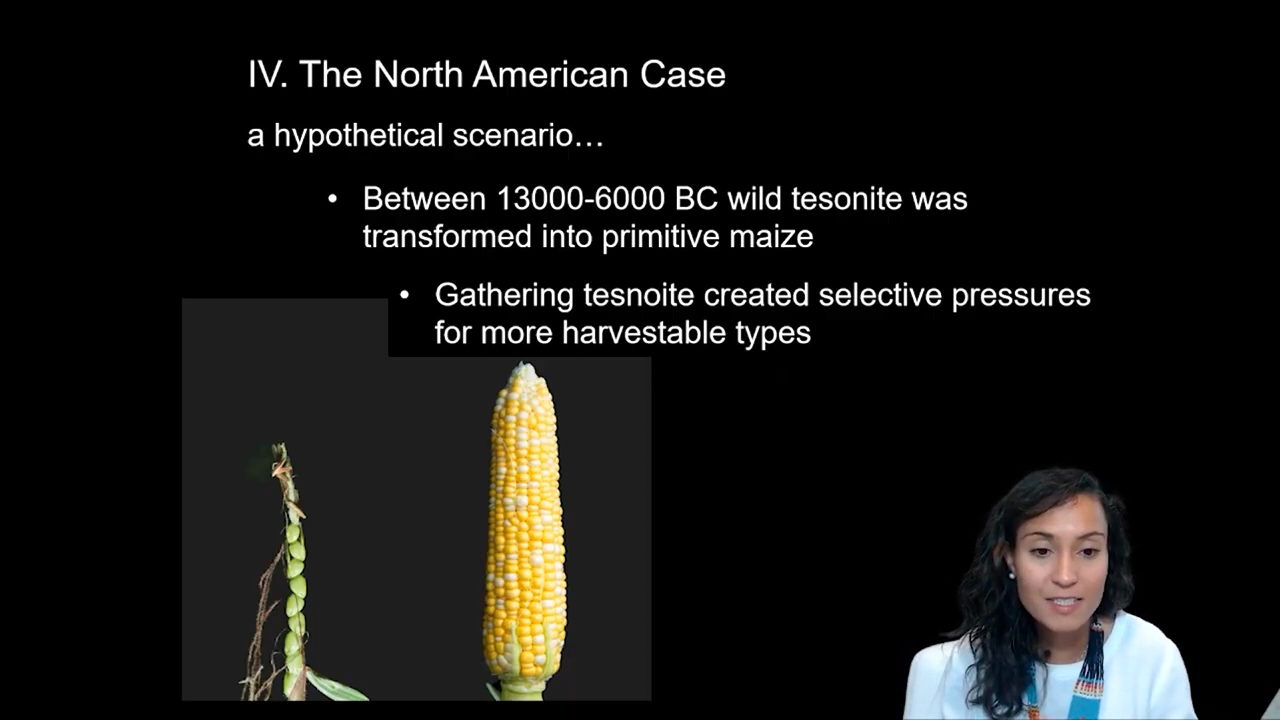 IV. The North American Case
a hypothetical scenario…
• Between 13000-6000 BC wild tesonite was
transformed into primitive maize
• Gathering tesnoite created selective pressures
for more harvestable types